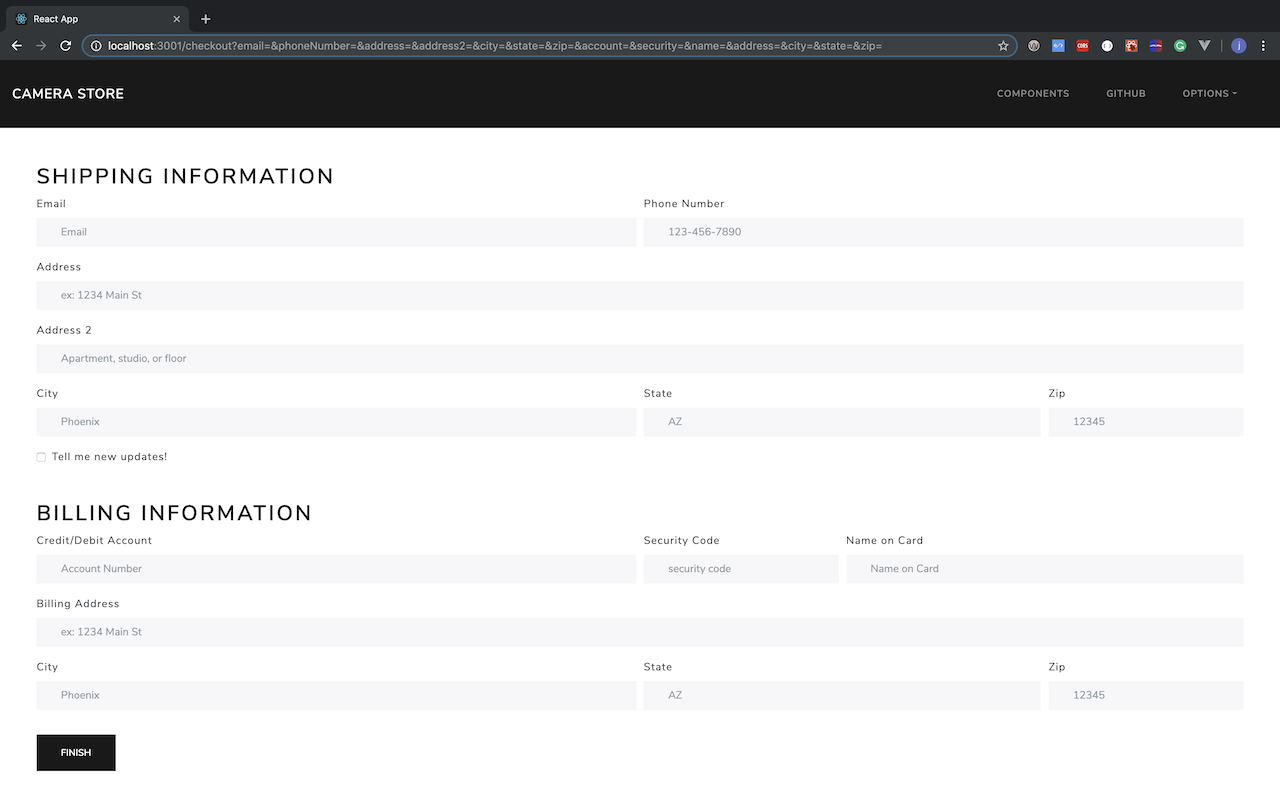 React App
localhost:3001/checkout?email=&phoneNumber=&address=&address2=&city=&state=&zip=&account=&security=&name=&address=&city=&state=&zip=
CORS
j
CAMERA STORE
COMPONENTS GITHUB OPTIONS
SHIPPING INFORMATION
Email Phone Number
Email 123-456-7890
Address
ex: 1234 Main St
Address 2
Apartment, studio, or floor
City State Zip
Phoenix AZ 12345
Tell me new updates!
BILLING INFORMATION
Credit/Debit Account Security Code Name on Card
Account Number security code Name on Card
Billing Address
ex: 1234 Main St
City State Zip
Phoenix AZ 12345
FINISH